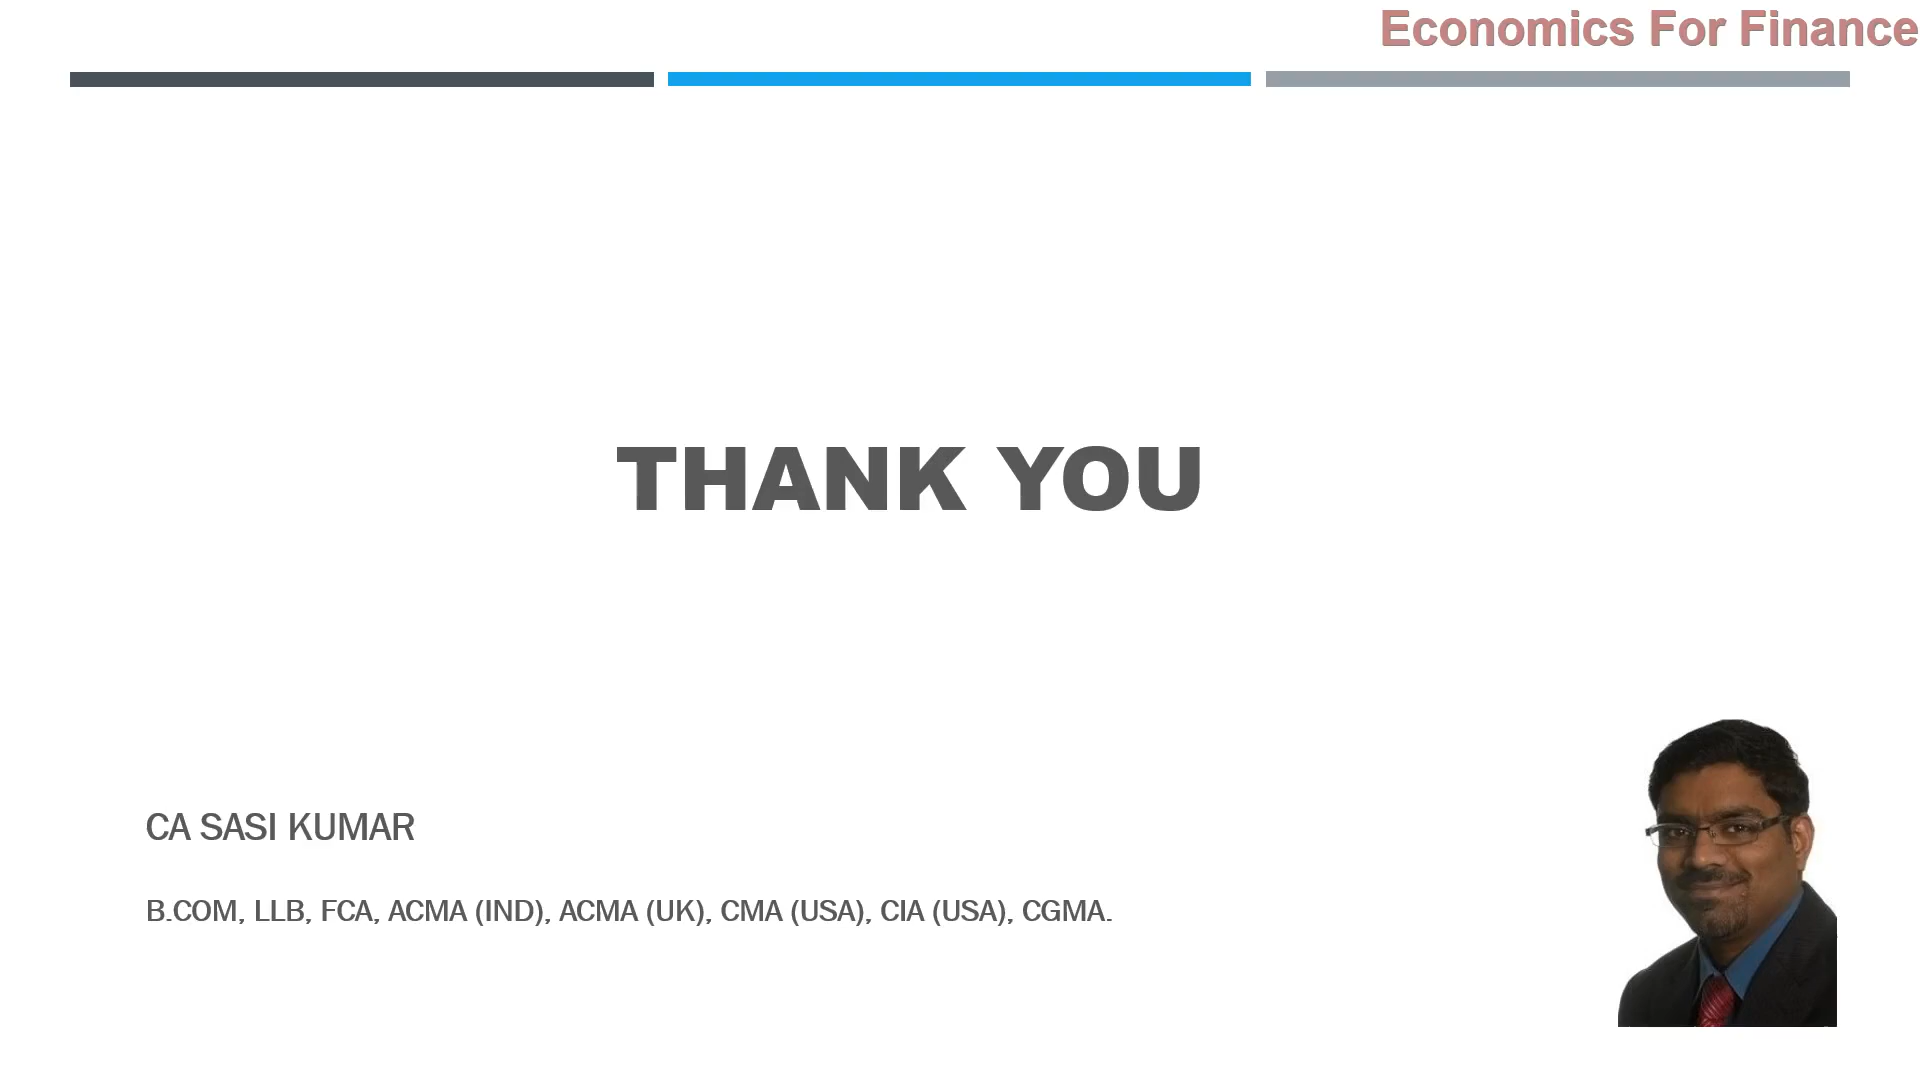 Economics For Finance
THANK YOU
CA SASI KUMAR
B.COM, LLB, FCA, ACMA (IND), ACMA (UK), CMA (USA), CIA (USA), CGMA.